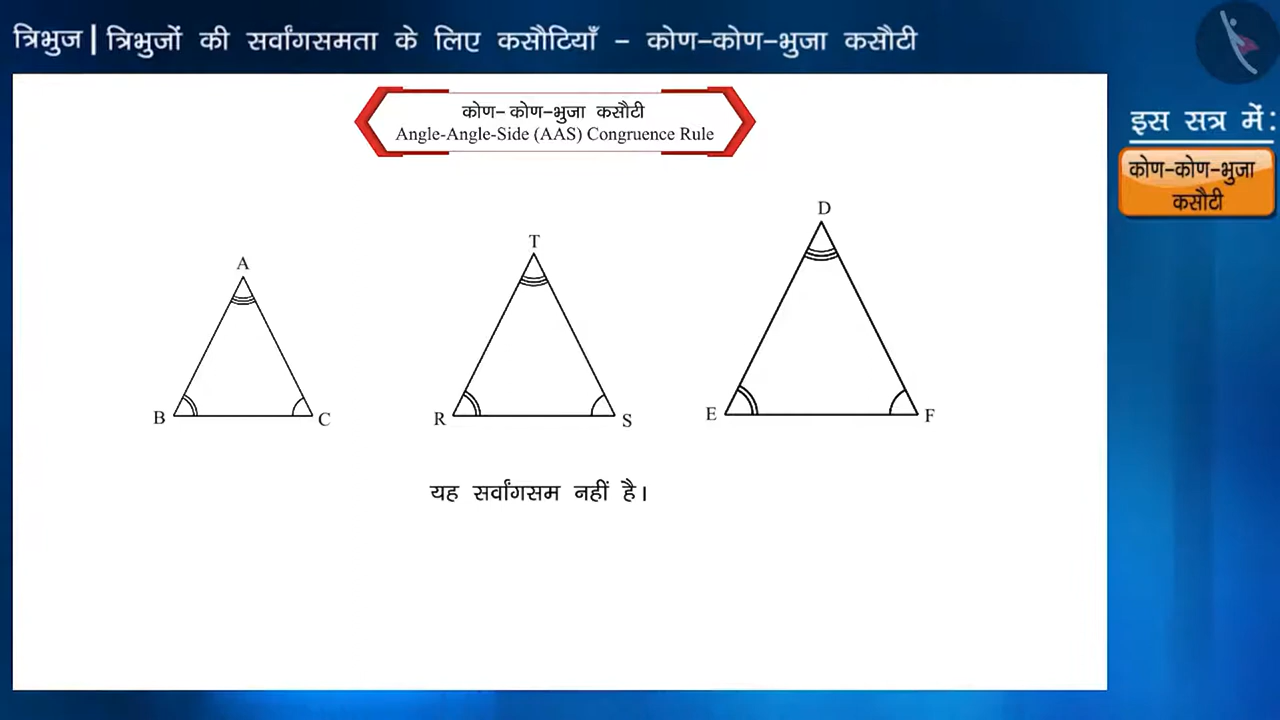 त्रिभुज | त्रिभुजों की सर्वांगसमता के लिए कसौटियाँ - कोण-कोण-भुजा कसौटी
इस सत्र में:
कोण-कोण-भुजा
कसौटी
कोण- कोण-भुजा कसौटी
Angle-Angle-Side (AAS) Congruence Rule
A
B
C
T
R
S
D
E
F
यह सर्वांगसम नहीं है।